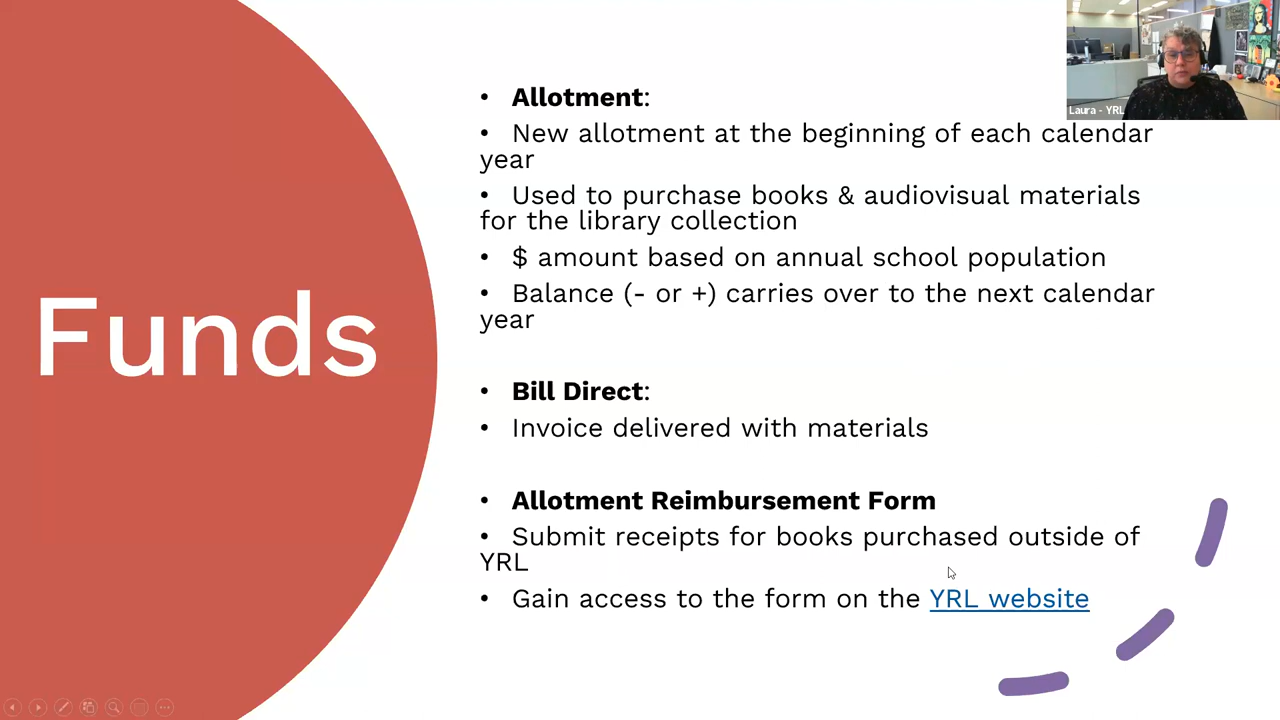 Laura - YRL
Funds
• Allotment:
• New allotment at the beginning of each calendar
year
• Used to purchase books & audiovisual materials
for the library collection
• $ amount based on annual school population
• Balance (- or +) carries over to the next calendar
year
• Bill Direct:
• Invoice delivered with materials
• Allotment Reimbursement Form
• Submit receipts for books purchased outside of
YRL
• Gain access to the form on the YRL website